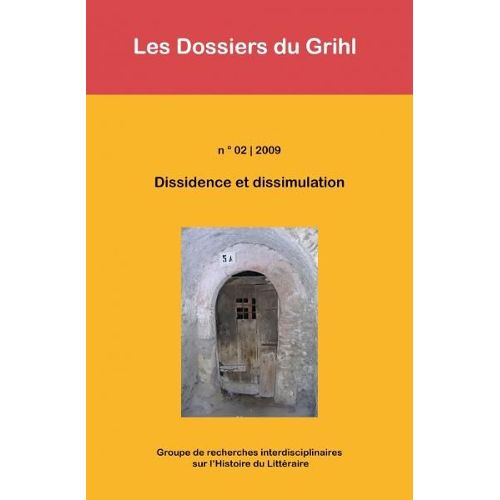 Les Dossiers du Grihl
n ° 02 | 2009
Dissidence et dissimulation
5 A
Groupe de recherches interdisciplinaires
sur l'Histoire du Littéraire